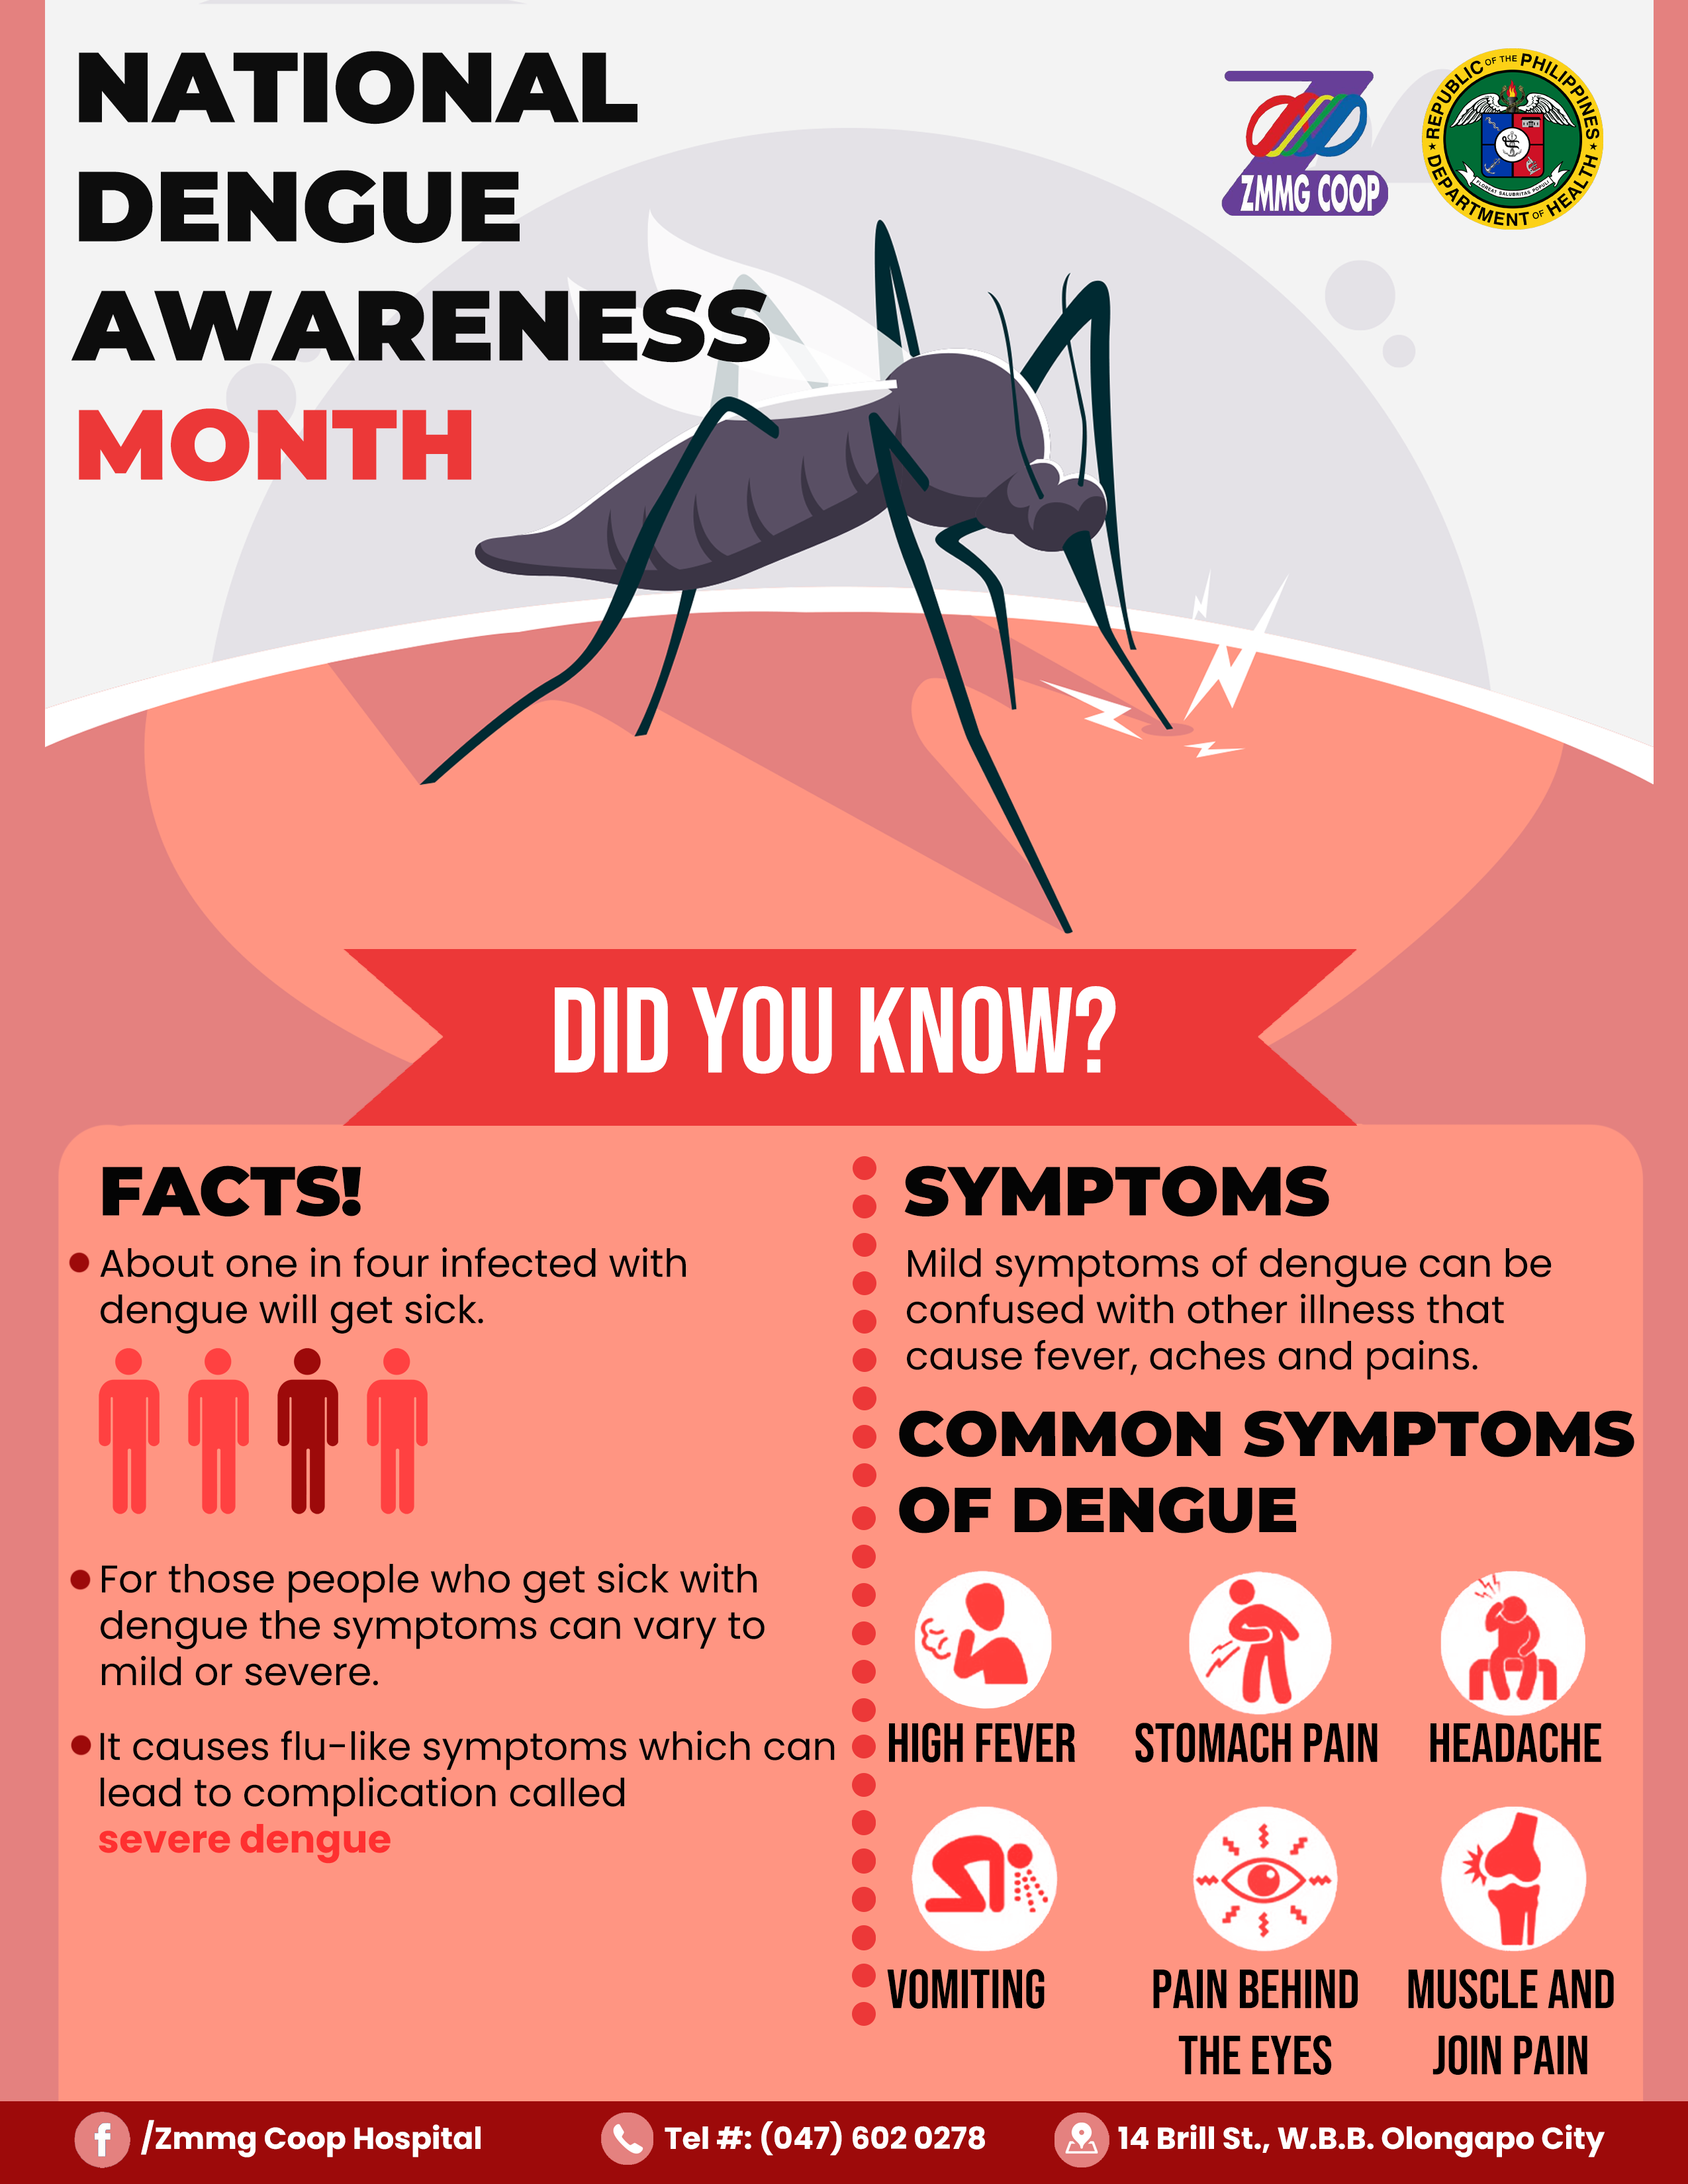 NATIONAL
DENGUE
AWARENESS
MONTH
ZMMG COOP
REPUBLIC OF THE PHILIPPINES
DEPARTMENT OF HEALTH
FLOREAT SALUBRITAS POPULI
DID YOU KNOW?
FACTS!
About one in four infected with
dengue will get sick.
For those people who get sick with
dengue the symptoms can vary to
mild or severe.
It causes flu-like symptoms which can
lead to complication called
severe dengue
SYMPTOMS
Mild symptoms of dengue can be
confused with other illness that
cause fever, aches and pains.
COMMON SYMPTOMS
OF DENGUE
HIGH FEVER
STOMACH PAIN
HEADACHE
VOMITING
PAIN BEHIND
THE EYES
MUSCLE AND
JOIN PAIN
/Zmmg Coop Hospital
Tel #: (047) 602 0278
14 Brill St., W.B.B. Olongapo City